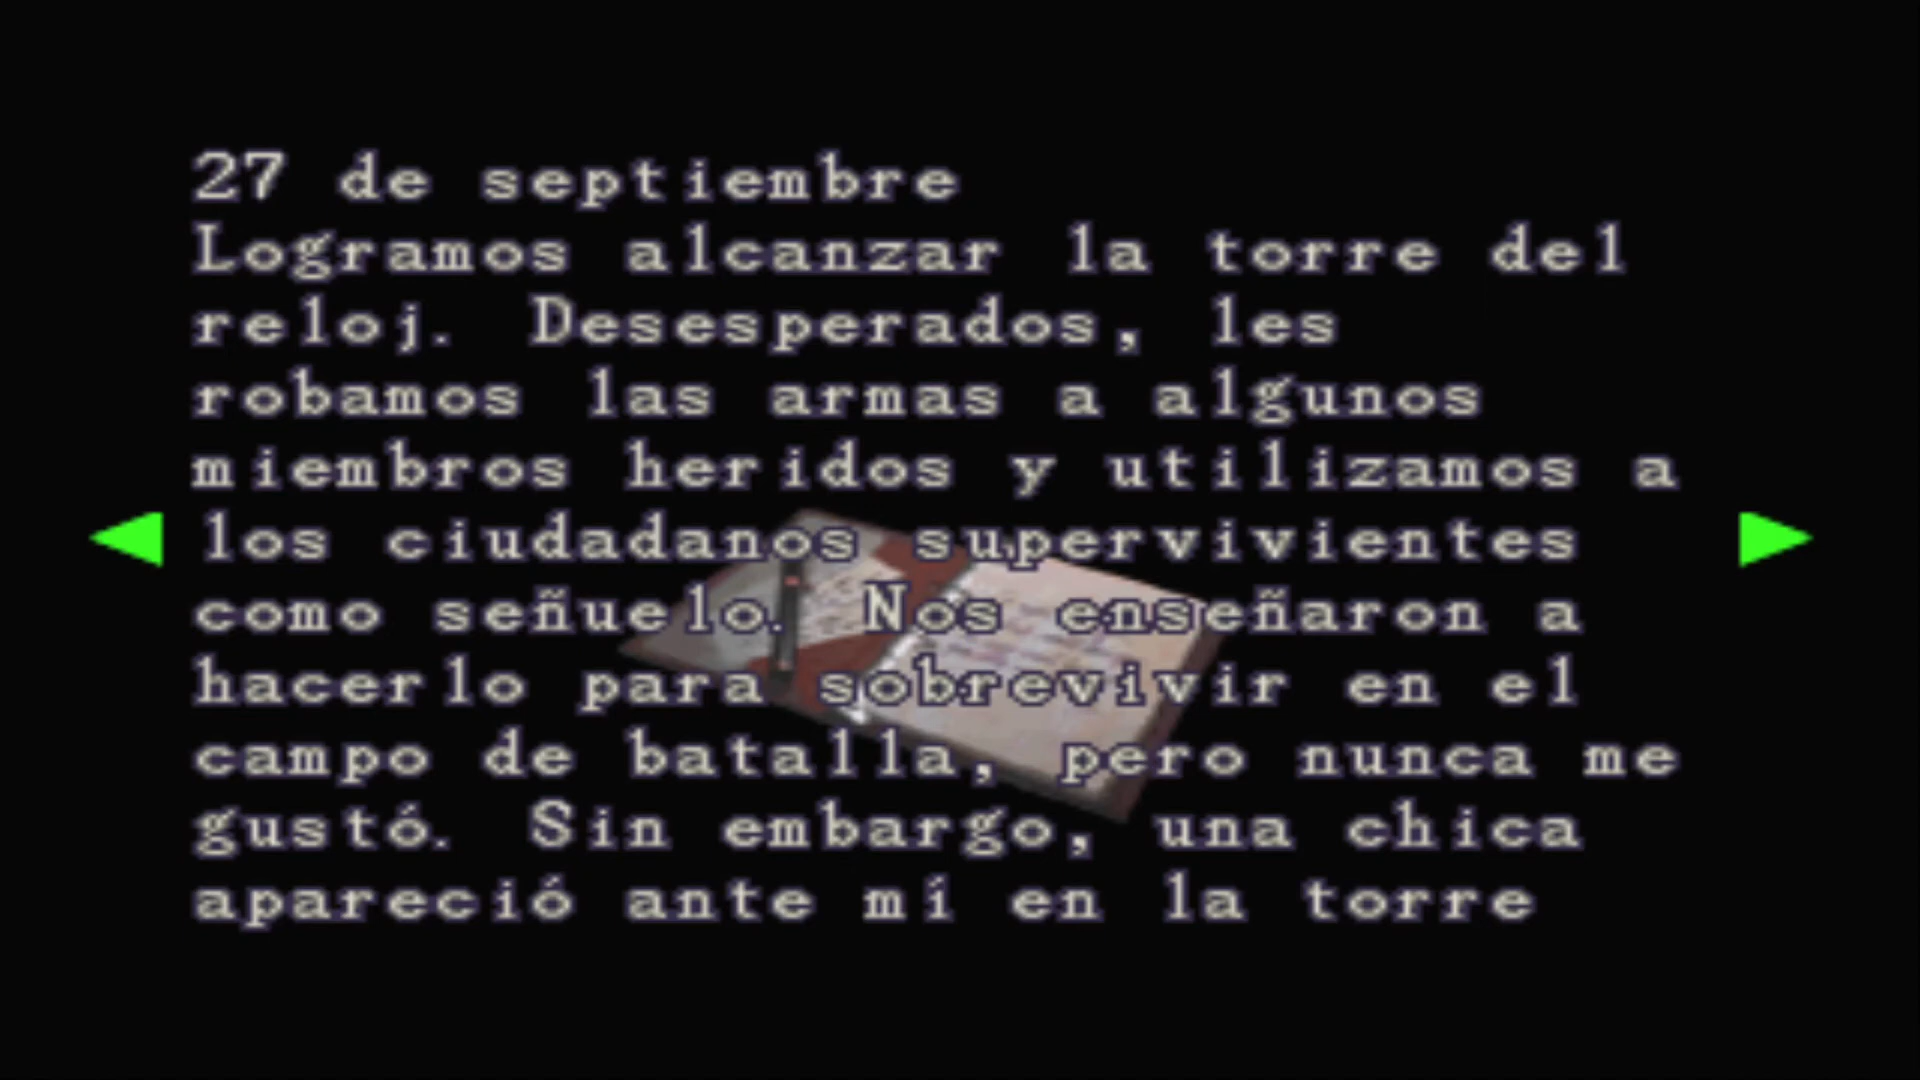 27 de septiembre
Logramos alcanzar la torre del
reloj. Desesperados, les
robamos las armas a algunos
miembros heridos y utilizamos a
los ciudadanos supervivientes
como señuelo. Nos enseñaron a
hacerlo para sobrevivir en el
campo de batalla, pero nunca me
gustó. Sin embargo, una chica
apareció ante mí en la torre